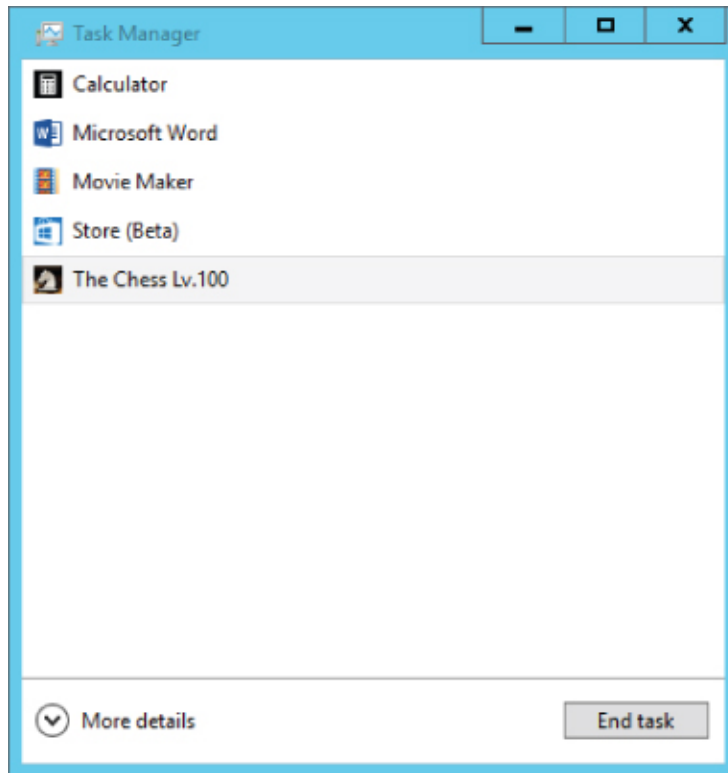 Task Manager
Calculator
Microsoft Word
Movie Maker
Store (Beta)
The Chess Lv.100
More details
End task